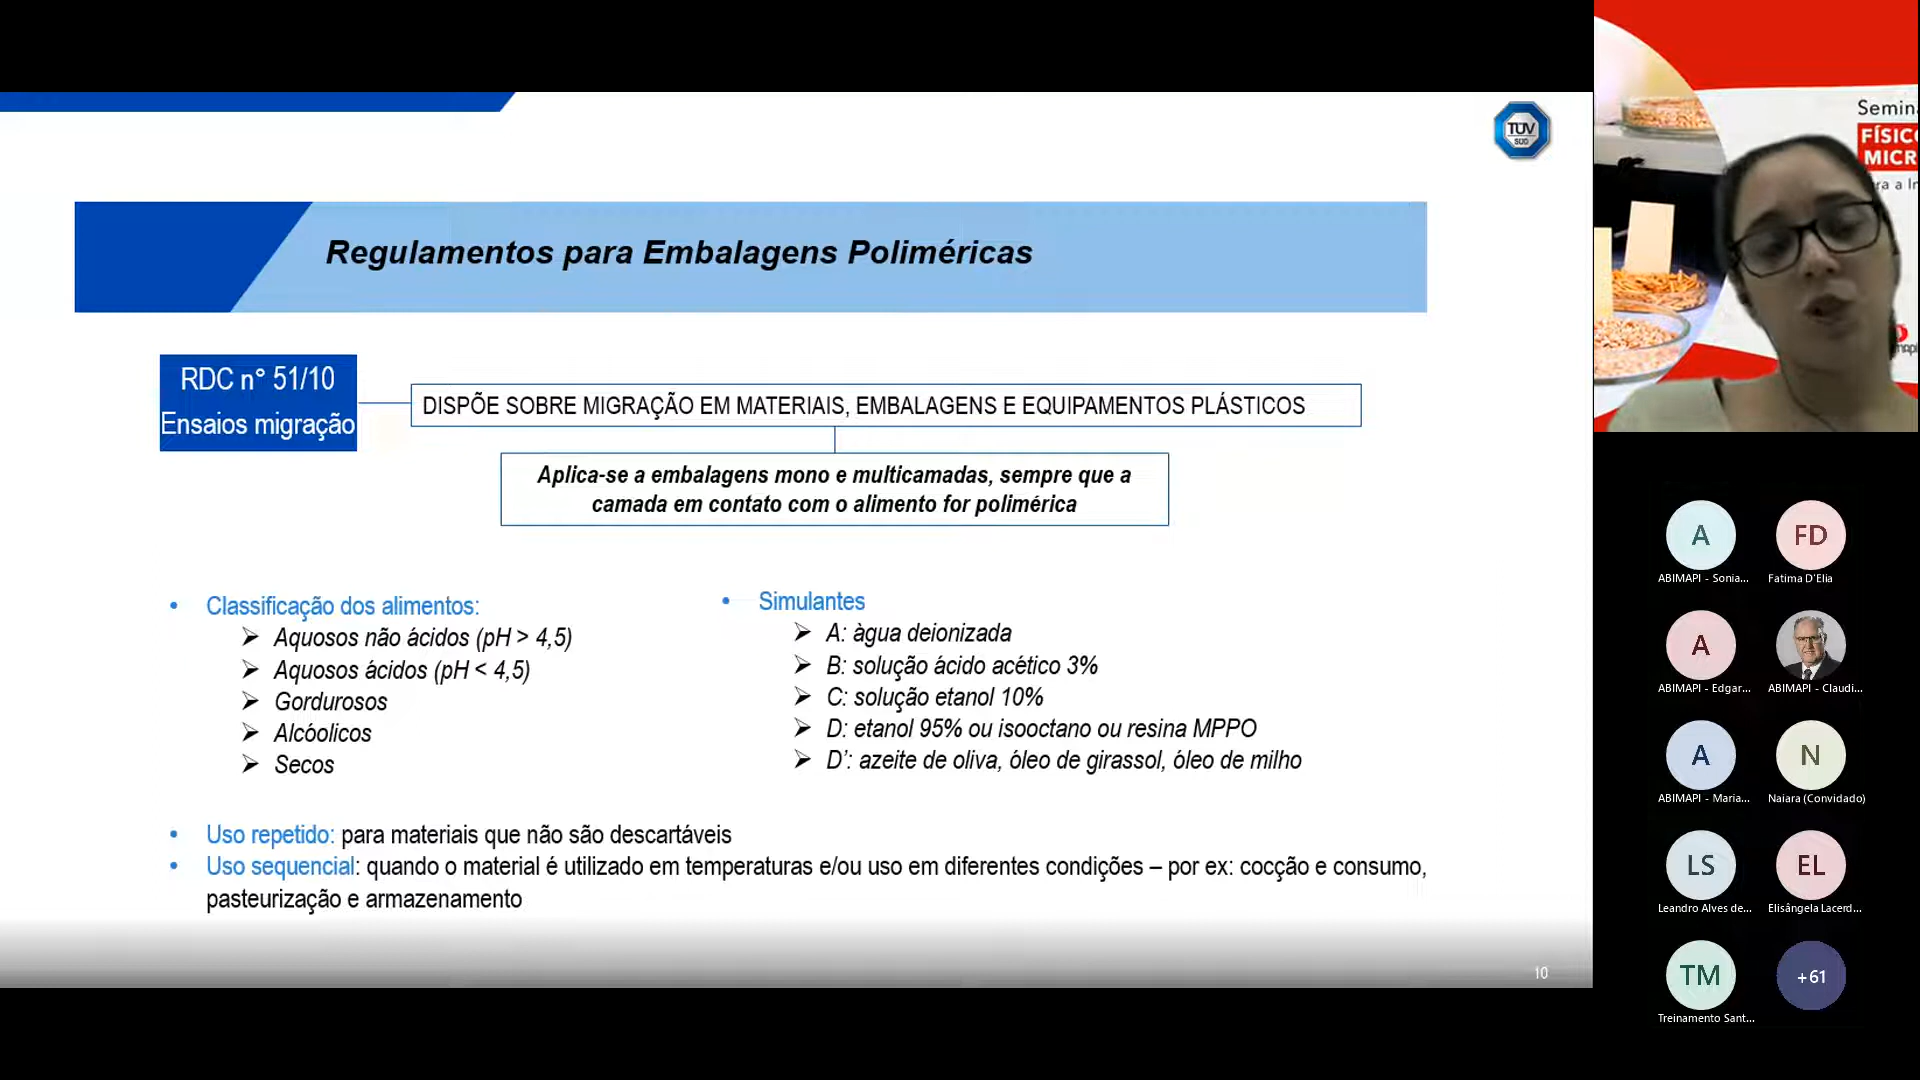 TÜV
SÜD
Regulamentos para Embalagens Poliméricas
RDC n° 51/10
Ensaios migração
DISPÕE SOBRE MIGRAÇÃO EM MATERIAIS, EMBALAGENS E EQUIPAMENTOS PLÁSTICOS
Aplica-se a embalagens mono e multicamadas, sempre que a
camada em contato com o alimento for polimérica
• Classificação dos alimentos:
➢ Aquosos não ácidos (pH > 4,5)
➢ Aquosos ácidos (pH < 4,5)
➢ Gordurosos
➢ Alcóolicos
➢ Secos
• Simulantes
➢ A: àgua deionizada
➢ B: solução ácido acético 3%
➢ C: solução etanol 10%
➢ D: etanol 95% ou isooctano ou resina MPPO
➢ D’: azeite de oliva, óleo de girassol, óleo de milho
• Uso repetido: para materiais que não são descartáveis
• Uso sequencial: quando o material é utilizado em temperaturas e/ou uso em diferentes condições – por ex: cocção e consumo,
pasteurização e armazenamento
10
Semin
FÍSIC
MICR
ra a In
A
ABIMAPI - Sonia...
FD
Fatima D'Elia
A
ABIMAPI - Edgar...
ABIMAPI - Claudi...
A
ABIMAPI - Maria...
N
Naiara (Convidado)
LS
Leandro Alves de...
EL
Elisângela Lacerd...
TM
Treinamento Sant...
+61